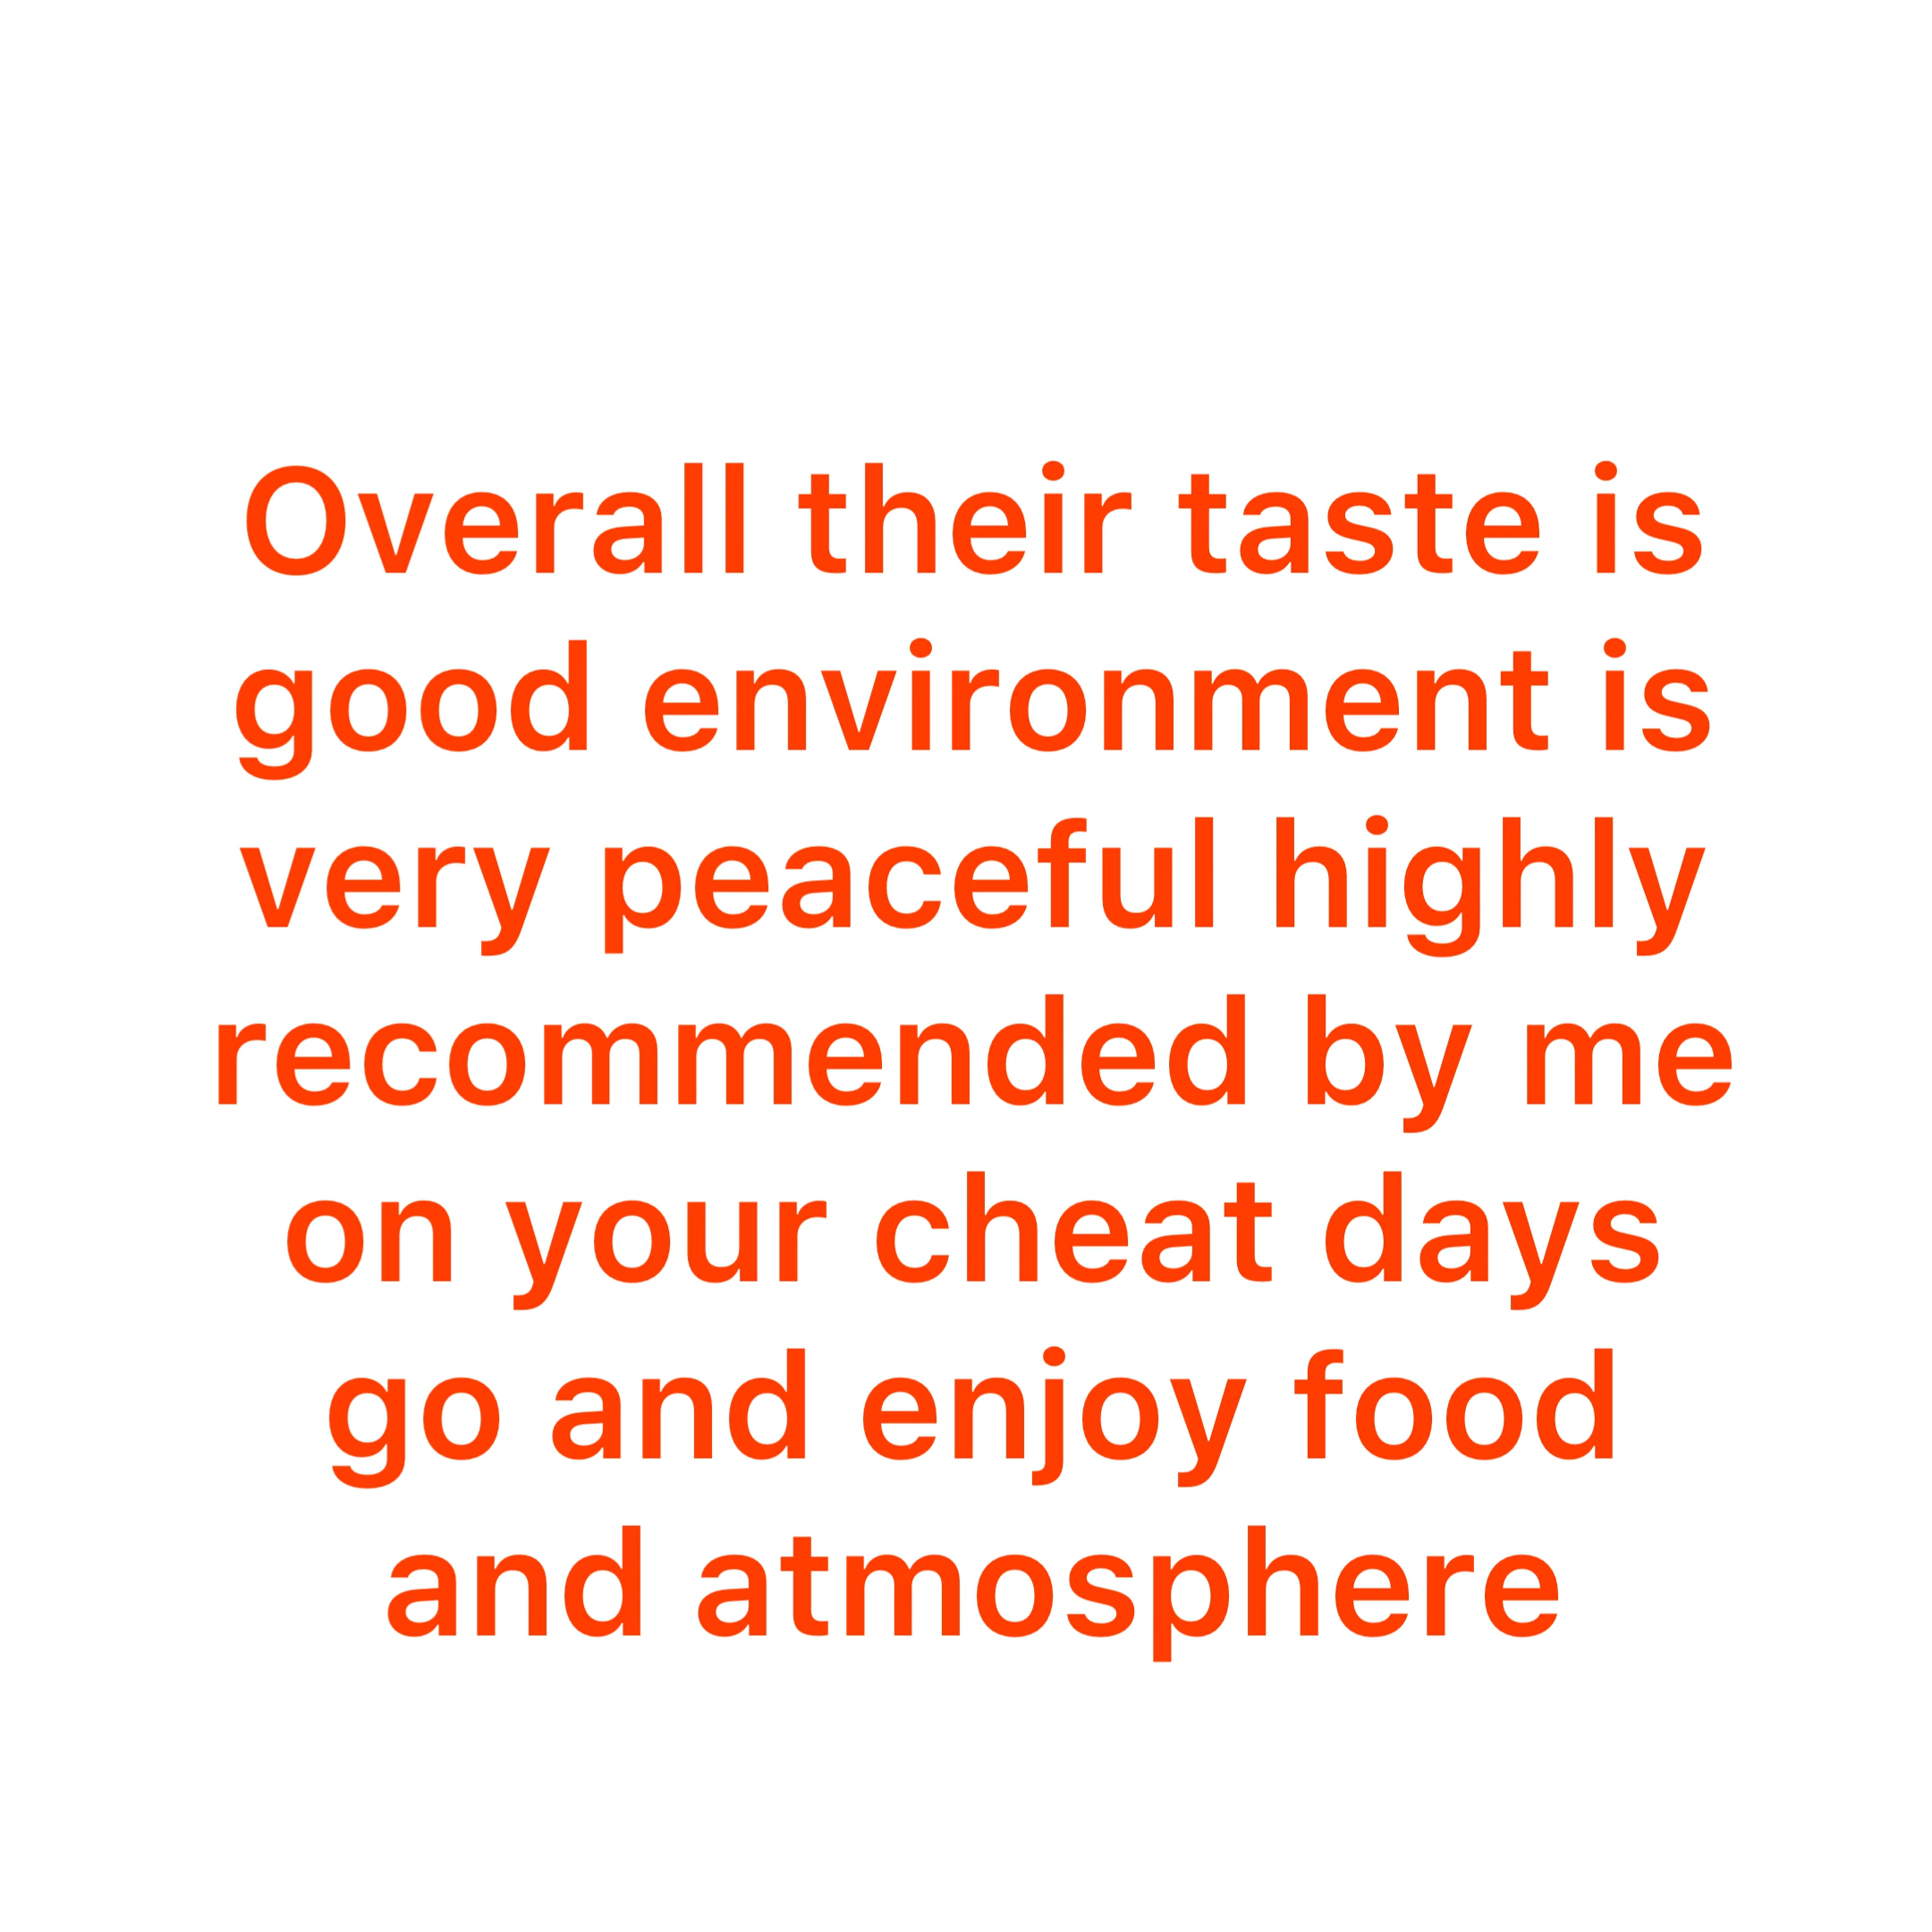 Overall their taste is
good environment is
very peaceful highly
recommended by me
on your cheat days
go and enjoy food
and atmosphere